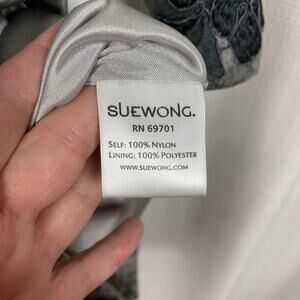 SUEWONG.
RN 69701
SELF: 100% NYLON
LINING: 100% POLYESTER
WWW.SUEWONG.COM